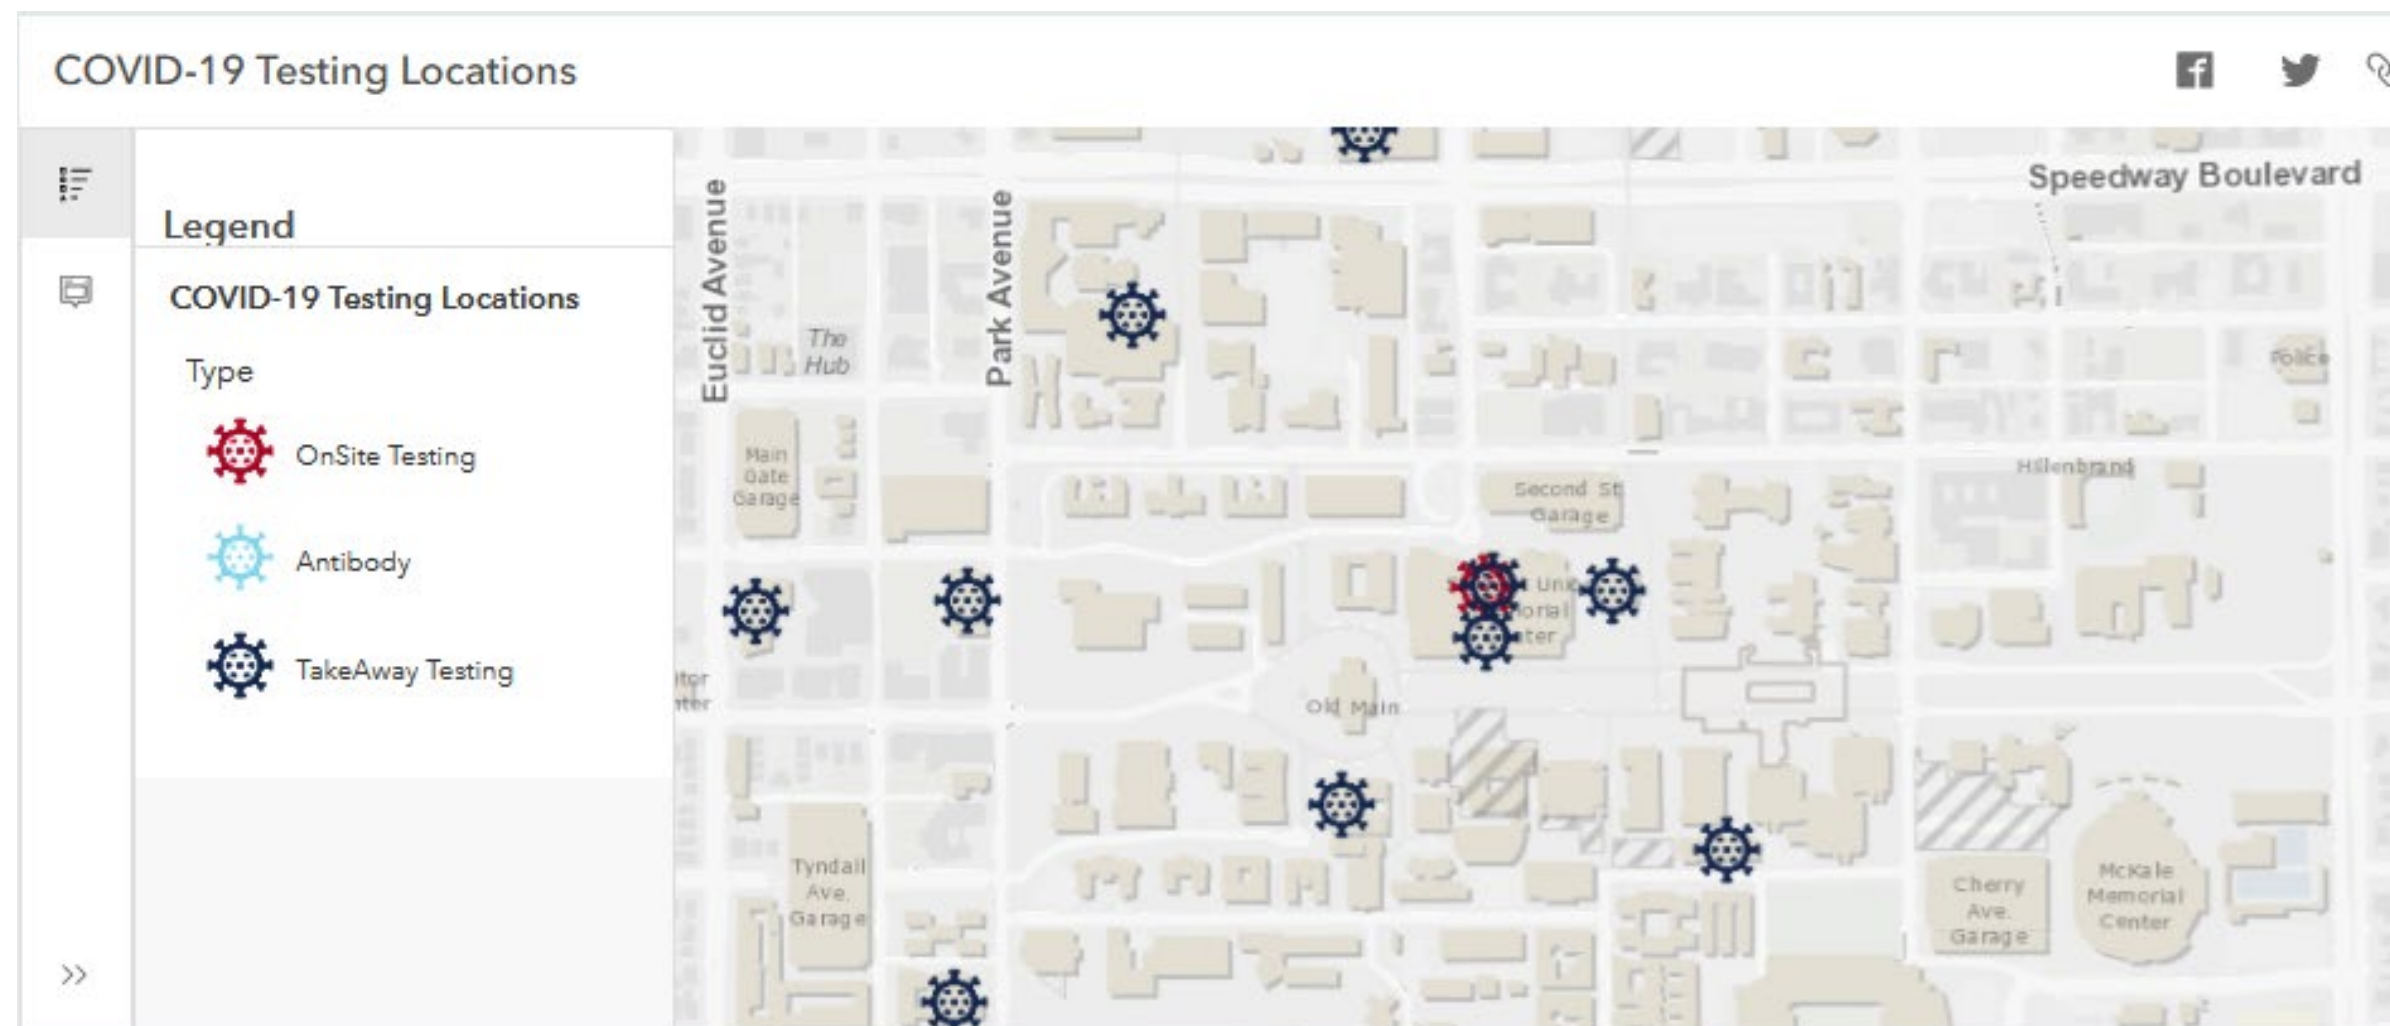 COVID-19 Testing Locations
Legend
COVID-19 Testing Locations
Type
OnSite Testing
Antibody
TakeAway Testing
Speedway Boulevard
Euclid Avenue
Park Avenue
The
Hub
Police
Main
Gate
Garage
Hillenbrand
Second St
Garage
Old Main
Tyndall
Ave.
Garage
Cherry
Ave.
Garage
McKale
Memorial
Center